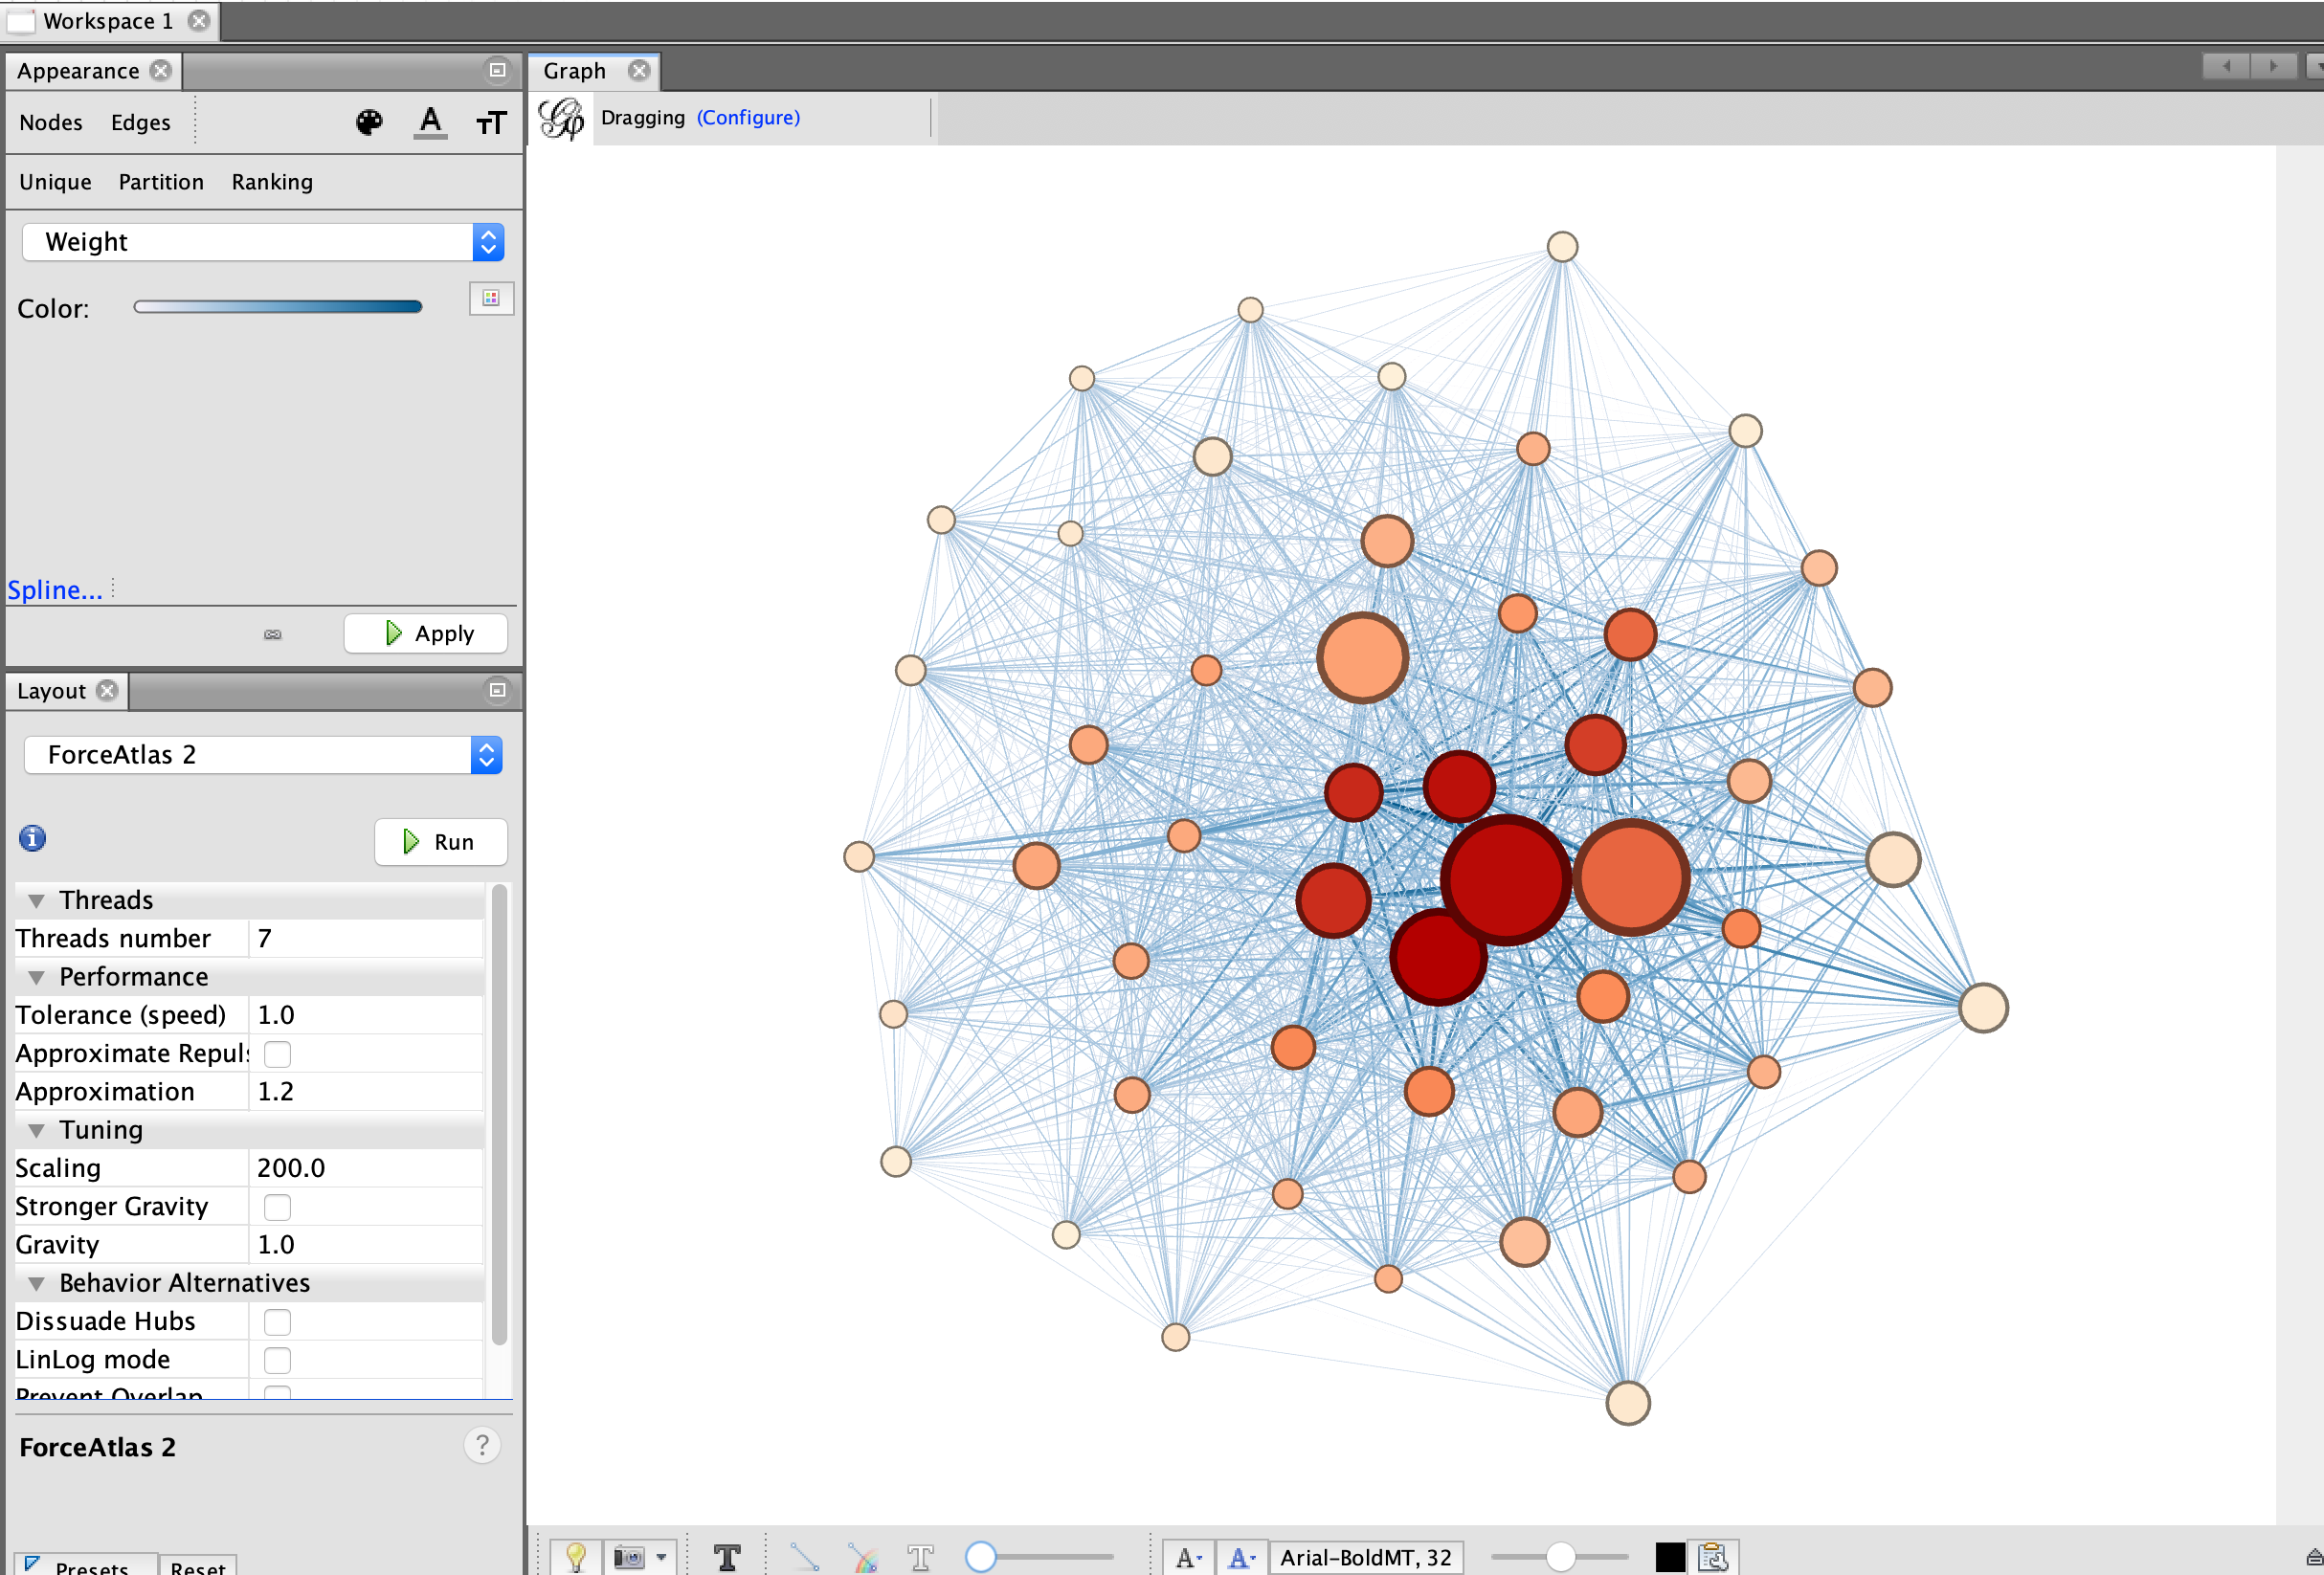 Workspace 1
Appearance
Nodes Edges
Unique Partition Ranking
Weight
Color:
Spline...
Apply
Layout
ForceAtlas 2
Run
Threads
Threads number 7
Performance
Tolerance (speed) 1.0
Approximate Repuls
Approximation 1.2
Tuning
Scaling 200.0
Stronger Gravity
Gravity 1.0
Behavior Alternatives
Dissuade Hubs
LinLog mode
Prevent Overlap
ForceAtlas 2
?
Presets... Reset
Graph
Dragging (Configure)
T T A A Arial-BoldMT, 32